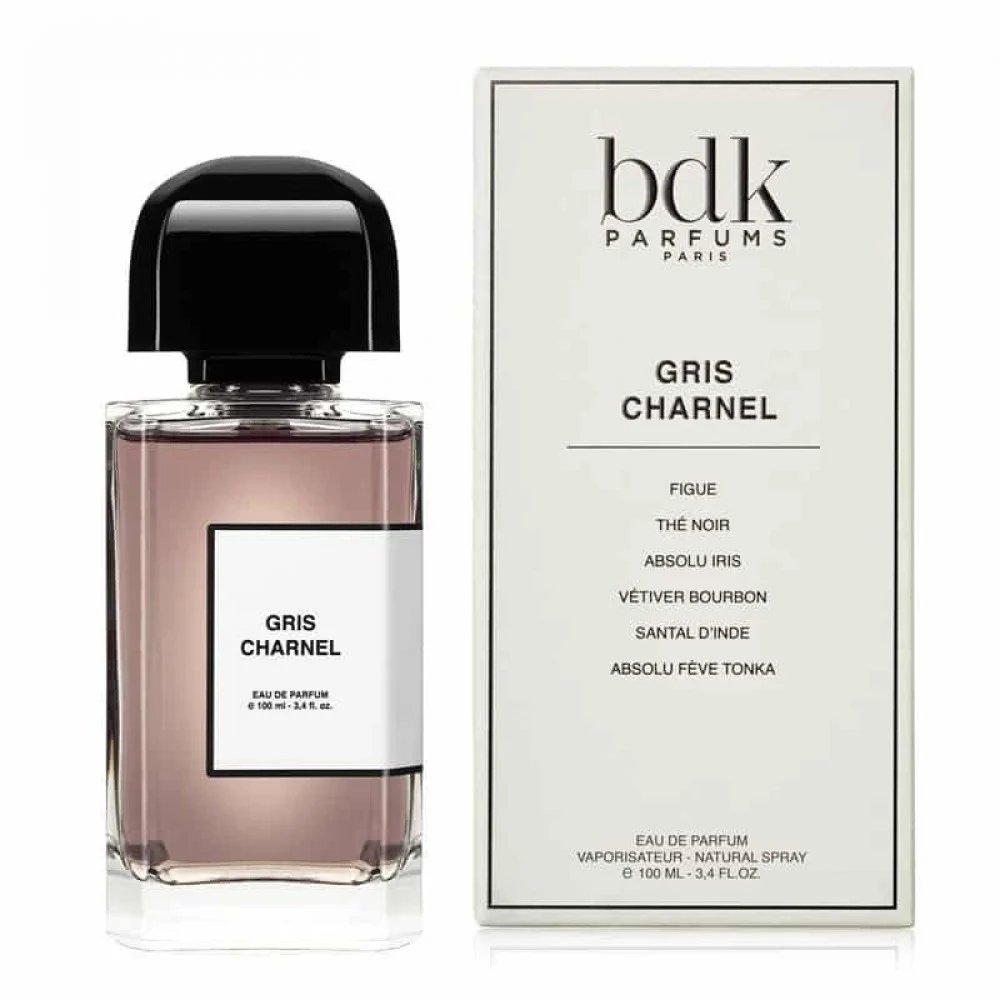 GRIS
CHARNEL
EAU DE PARFUM
e 100 ml - 3,4 fl. oz.
bdk
PARFUMS
PARIS
GRIS
CHARNEL
FIGUE
THÉ NOIR
ABSOLU IRIS
VÉTIVER BOURBON
SANTAL D'INDE
ABSOLU FÈVE TONKA
EAU DE PARFUM
VAPORISATEUR - NATURAL SPRAY
e 100 ML - 3,4 FL.OZ.